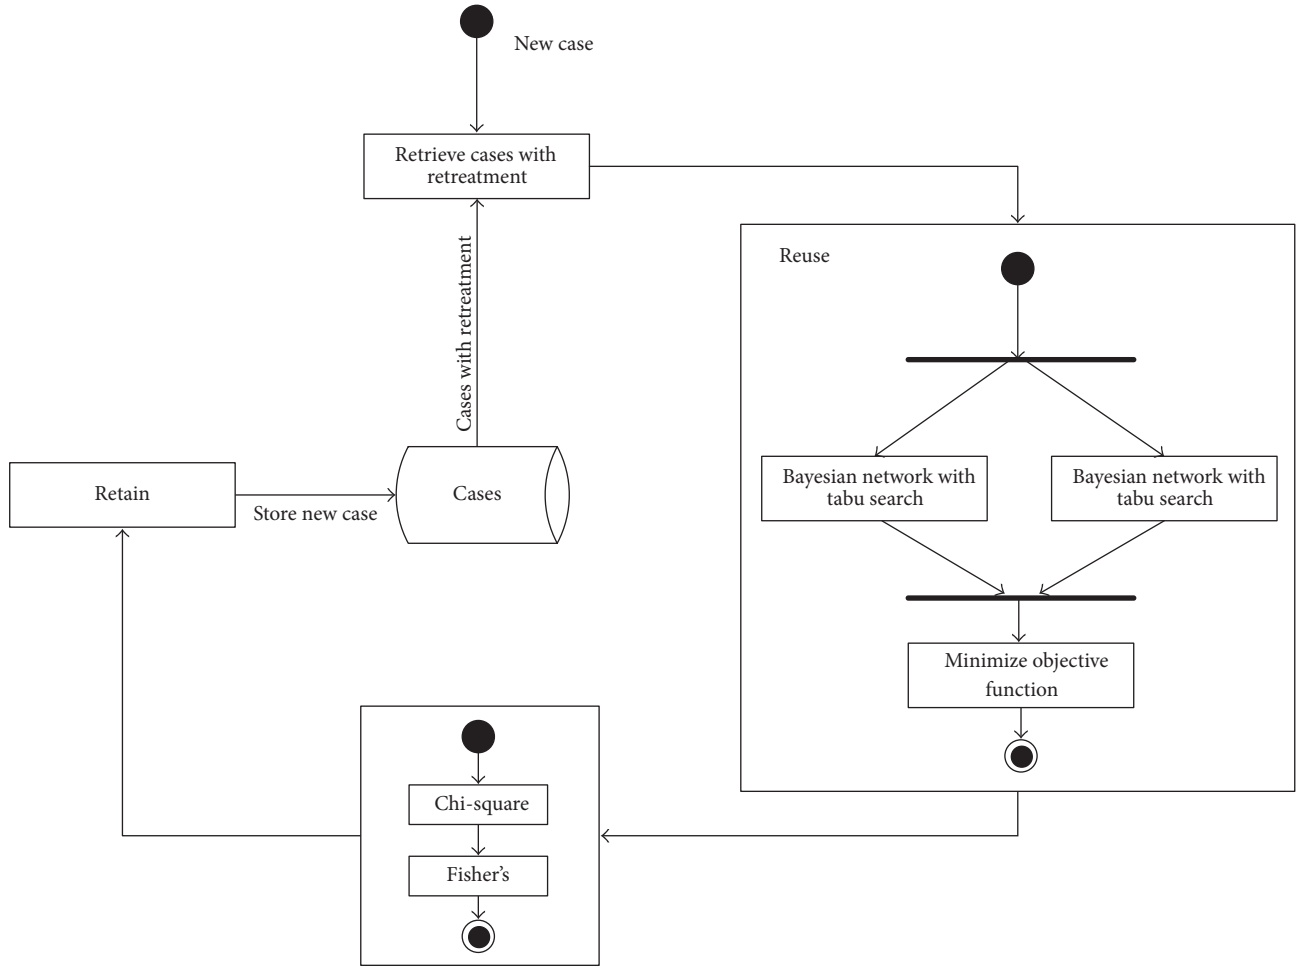 New case
Retrieve cases with
retreatment
Reuse
Cases with retreatment
Bayesian network with
tabu search
Bayesian network with
tabu search
Retain
Store new case
Cases
Minimize objective
function
Chi-square
Fisher's